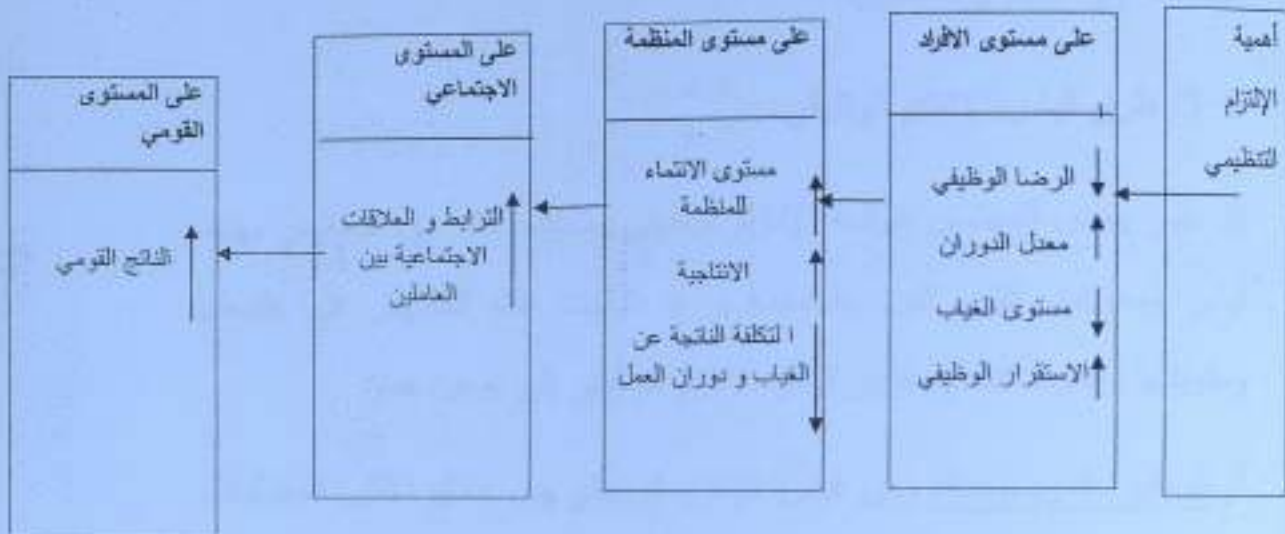 أهمية
الإلتزام
التنظيمي
على مستوى الأفراد
الرضا الوظيفي
معدل الدوران
مستوى الغياب
الاستقرار الوظيفي
على مستوى المنظمة
مستوى الانتماء
للمنظمة
الانتاجية
ا لتكلفة الناتجة عن
الغياب و دوران العمل
على المستوى
الاجتماعي
الترابط و العلاقات
الاجتماعية بين
العاملين
على المستوى
القومي
الناتج القومي